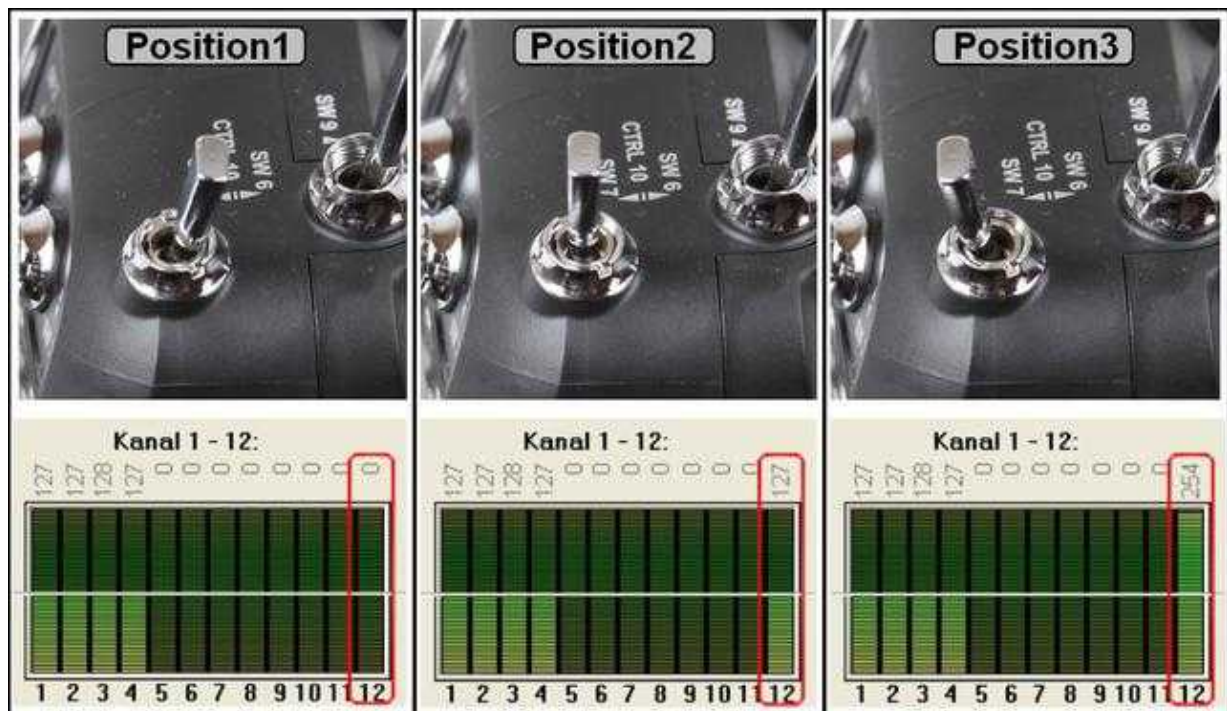 Position1
SW 9
CTRL 10
SW 6
Kanal 1 - 12:
127 127 128 127 0 0 0 0 0 0 0 0
1 2 3 4 5 6 7 8 9 10 11 12
Position2
SW 9
CTRL 10
SW 6
SW 7
Kanal 1 - 12:
127 127 128 127 0 0 0 0 0 0 0 127
1 2 3 4 5 6 7 8 9 10 11 12
Position3
SW 9
CTRL 10
SW 6
SW 7
Kanal 1 - 12:
127 127 128 127 0 0 0 0 0 0 0 254
1 2 3 4 5 6 7 8 9 10 11 12